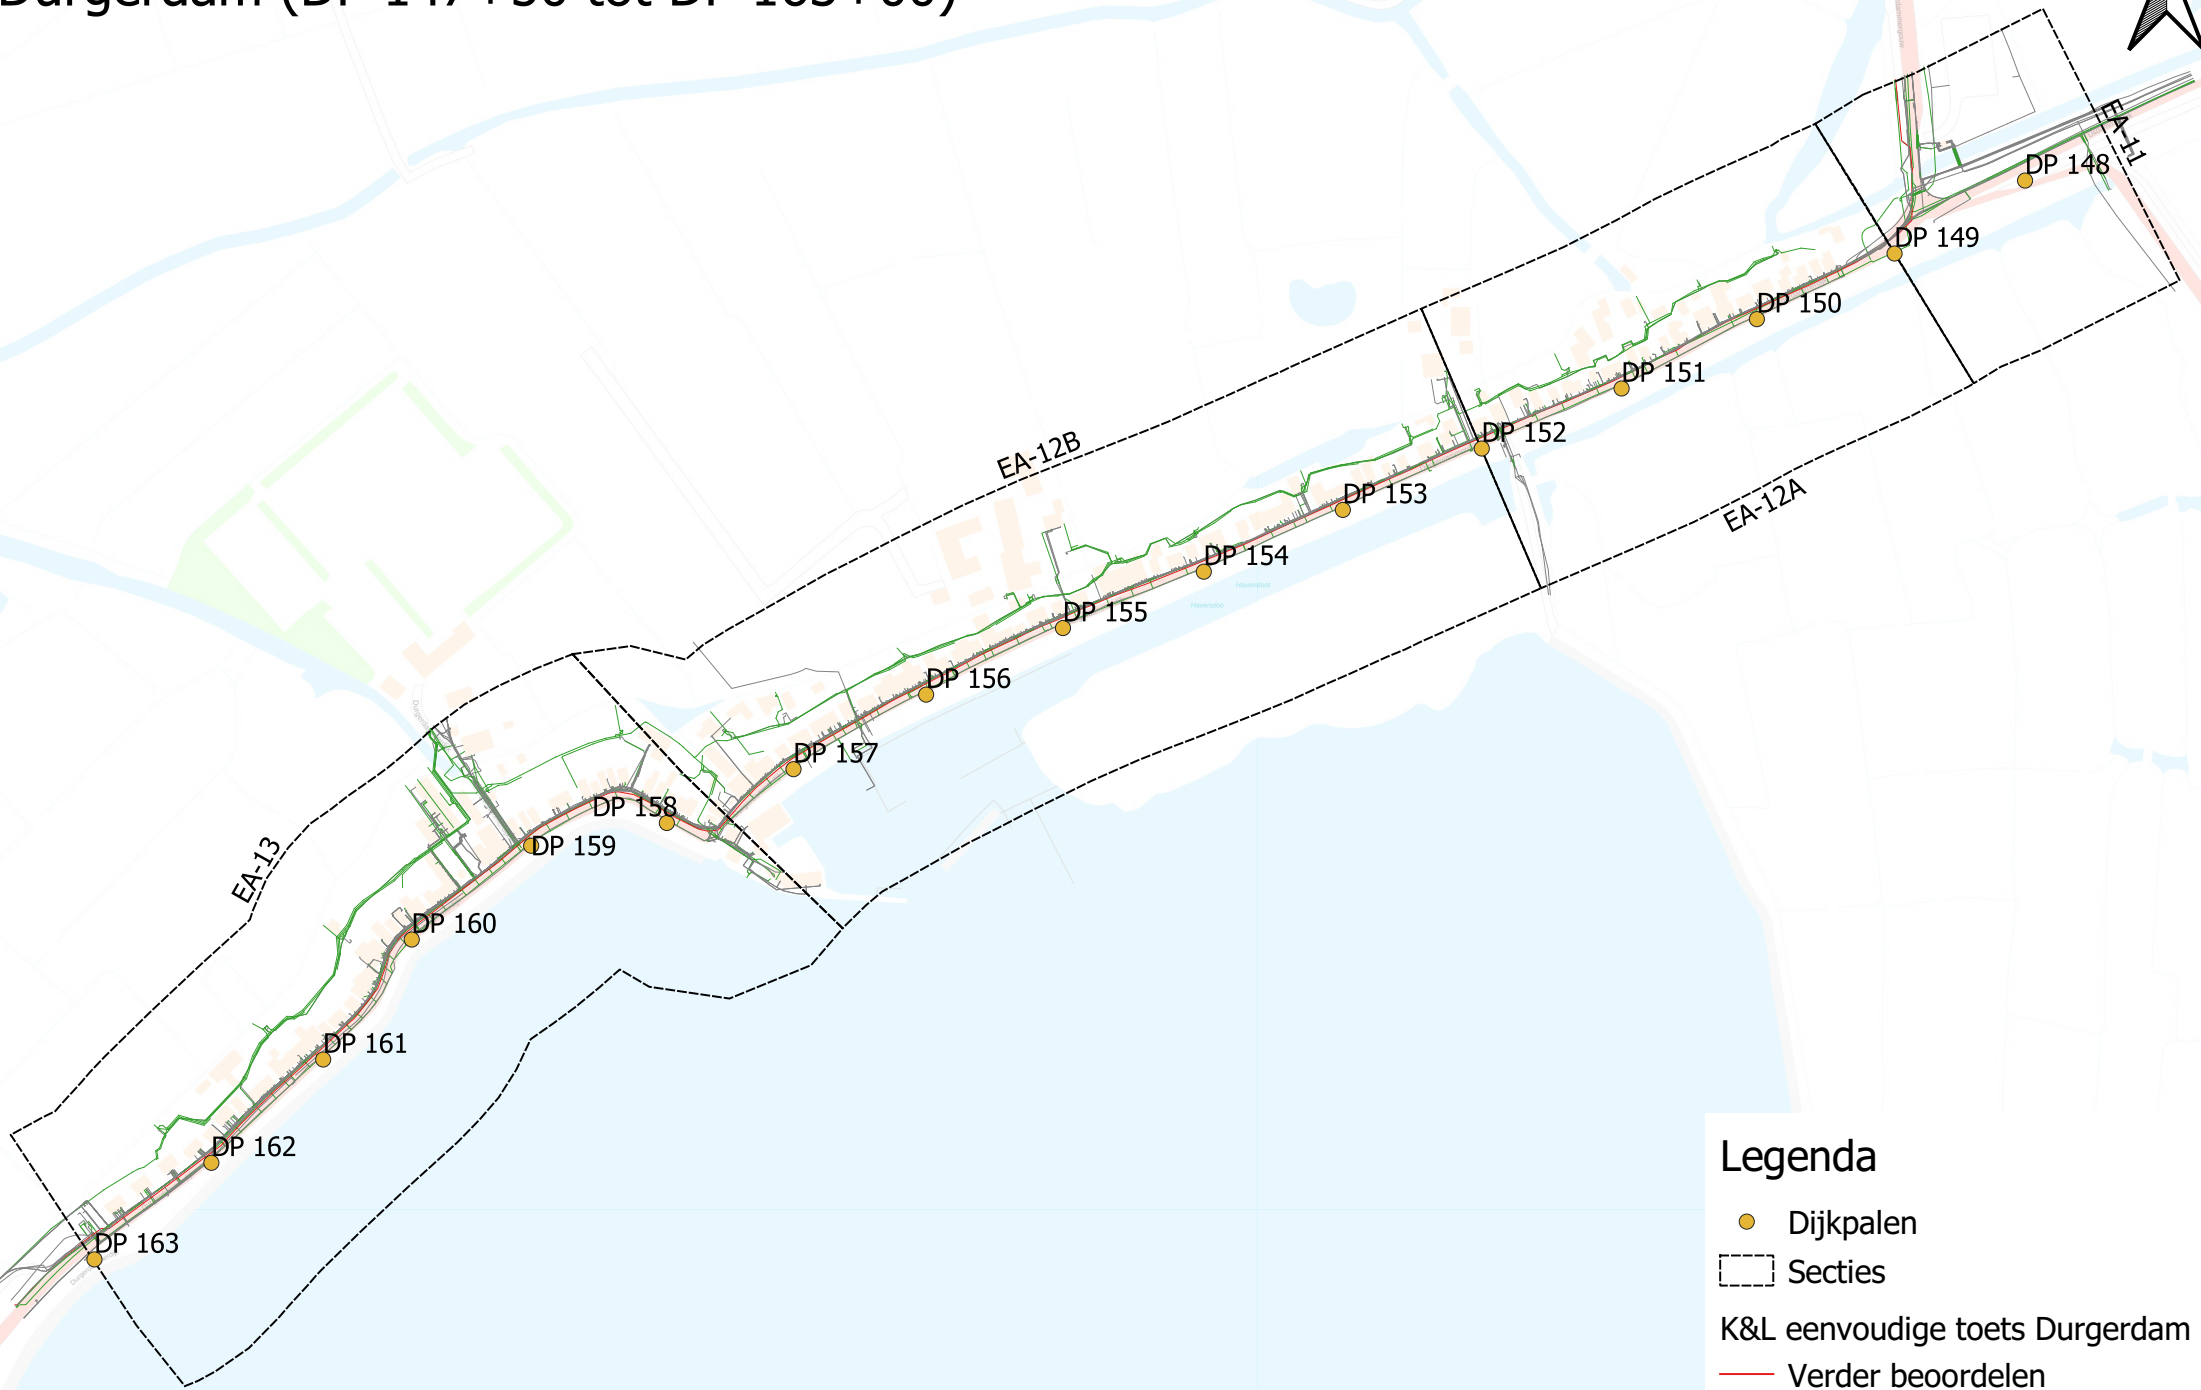 EA-11
DP 148
DP 149
DP 150
DP 151
DP 152
EA-12B
DP 153
EA-12A
DP 154
Havensloot
DP 155
DP 156
DP 157
DP 158
DP 159
EA-13
DP 160
DP 161
DP 162
DP 163
Legenda
Dijkpalen
Secties
K&L eenvoudige toets Durgerdam
Verder beoordelen